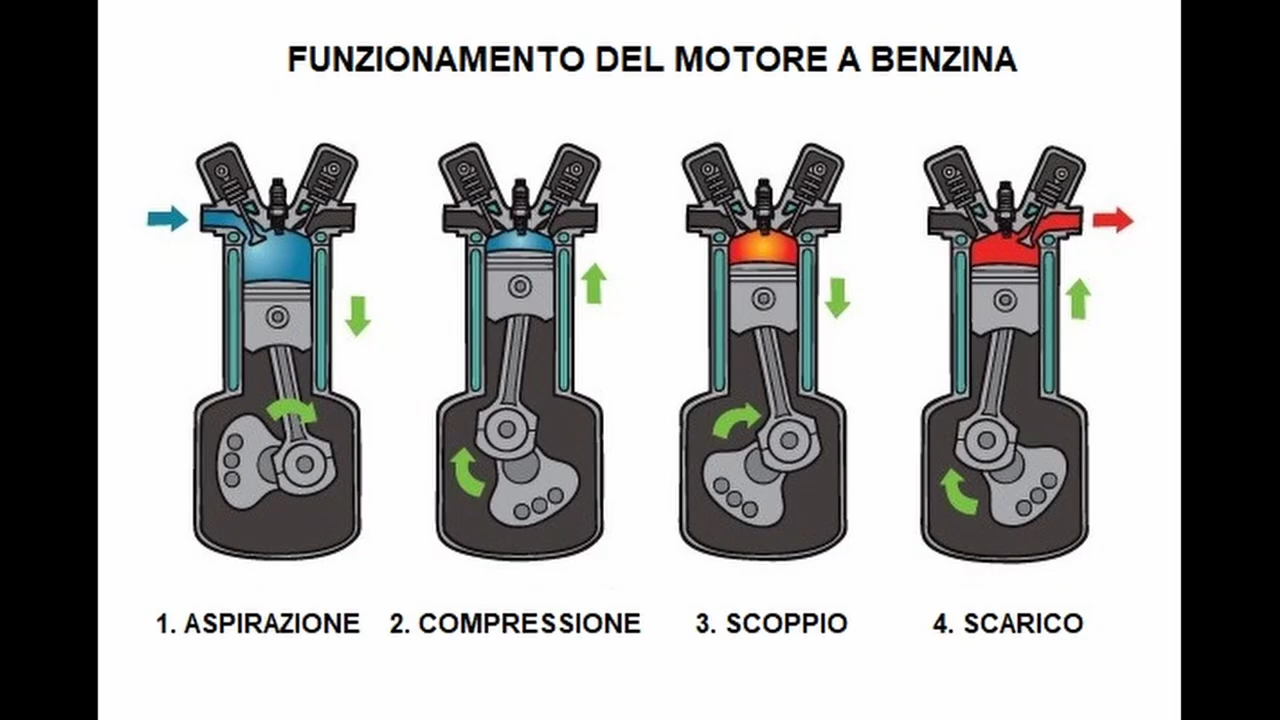 FUNZIONAMENTO DEL MOTORE A BENZINA
1. ASPIRAZIONE
2. COMPRESSIONE
3. SCOPPIO
4. SCARICO